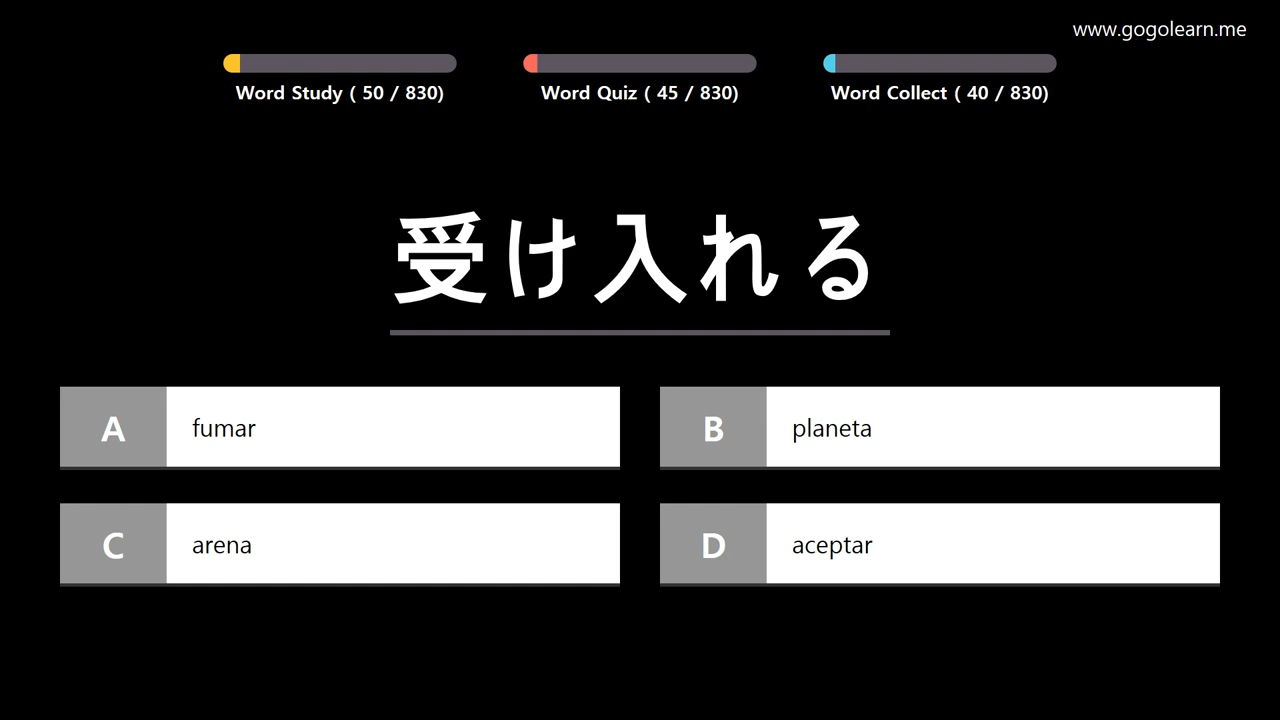 www.gogolearn.me
Word Study ( 50 / 830)
Word Quiz ( 45 / 830)
Word Collect ( 40 / 830)
受け入れる
A fumar
B planeta
C arena
D aceptar